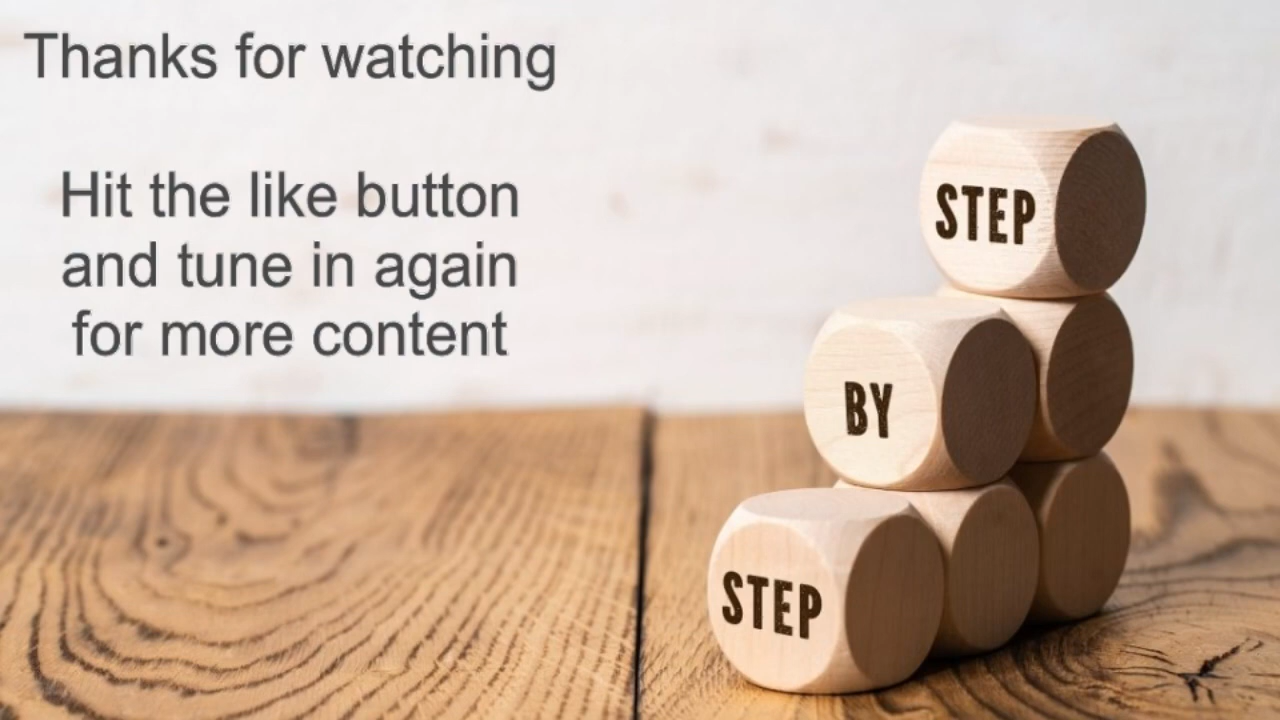 Thanks for watching
Hit the like button
and tune in again
for more content
STEP
BY
STEP